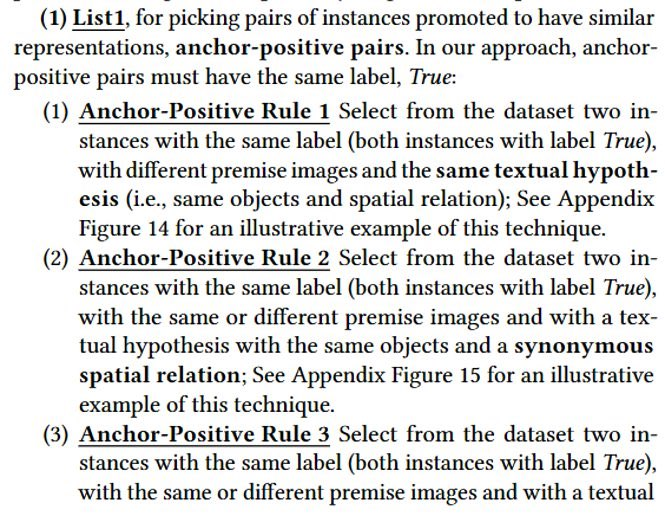 (1) List1, for picking pairs of instances promoted to have similar
representations, anchor-positive pairs. In our approach, anchor-
positive pairs must have the same label, True:
(1) Anchor-Positive Rule 1 Select from the dataset two in-
stances with the same label (both instances with label True),
with different premise images and the same textual hypoth-
esis (i.e., same objects and spatial relation); See Appendix
Figure 14 for an illustrative example of this technique.
(2) Anchor-Positive Rule 2 Select from the dataset two in-
stances with the same label (both instances with label True),
with the same or different premise images and with a tex-
tual hypothesis with the same objects and a synonymous
spatial relation; See Appendix Figure 15 for an illustrative
example of this technique.
(3) Anchor-Positive Rule 3 Select from the dataset two in-
stances with the same label (both instances with label True),
with the same or different premise images and with a textual